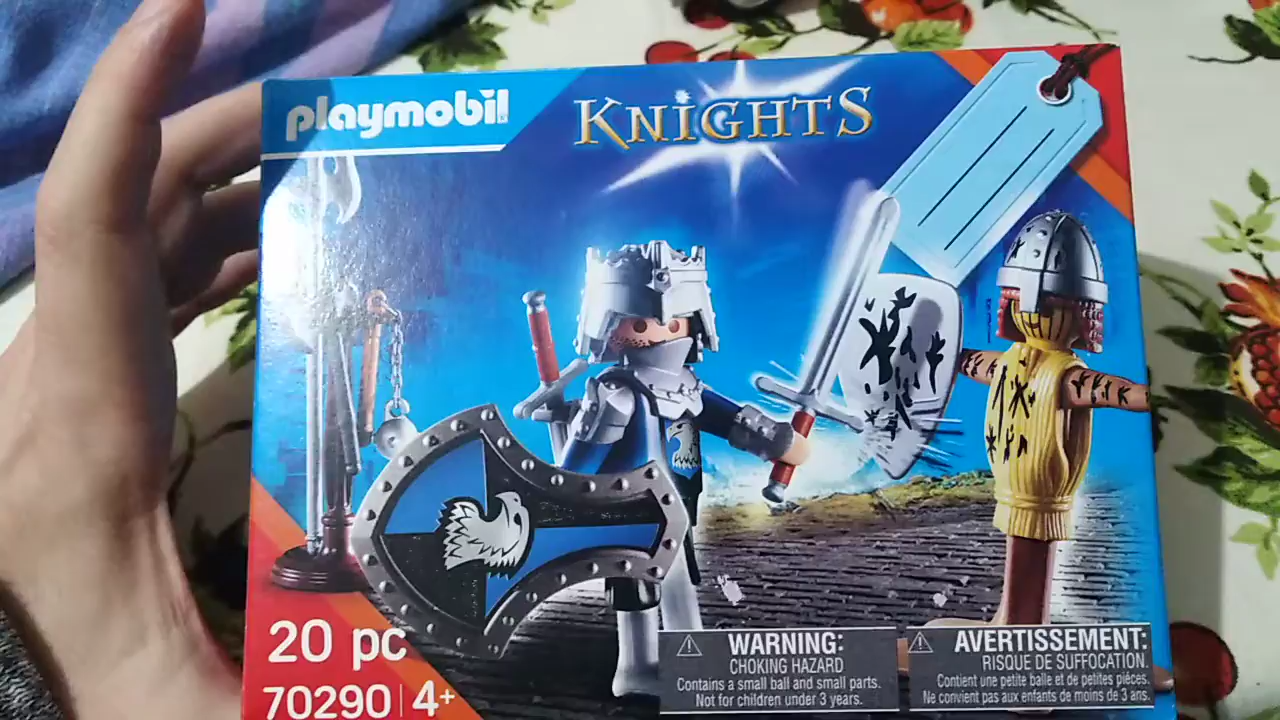 playmobil
KNIGHTS
20 pc
70290 | 4+
WARNING:
CHOKING HAZARD
Contains a small ball and small parts.
Not for children under 3 years.
AVERTISSEMENT:
RISQUE DE SUFFOCATION.
Contient une petite balle et de petites pièces.
Ne convient pas aux enfants de moins de 3 ans.